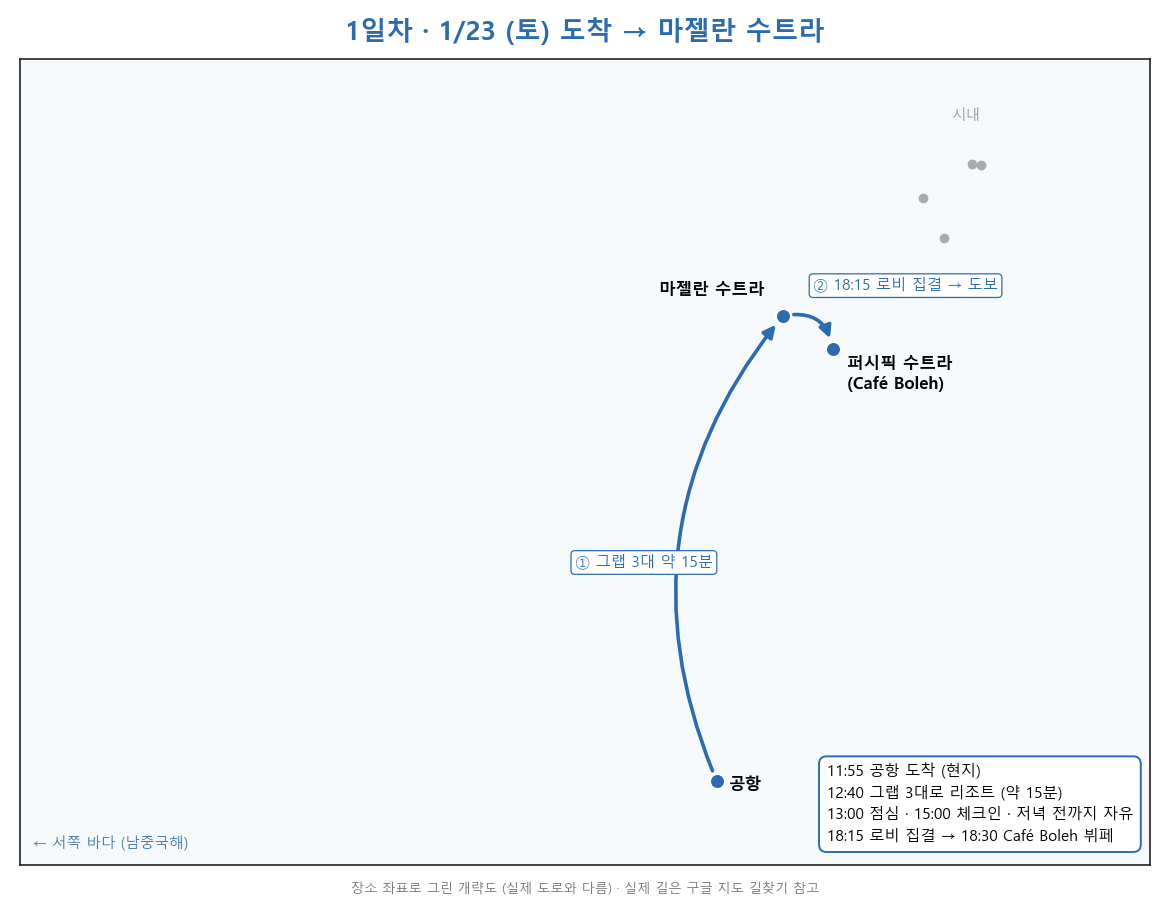 1일차 · 1/23 (토) 도착 → 마젤란 수트라
시내
② 18:15 로비 집결 → 도보
마젤란 수트라
퍼시픽 수트라
(Café Boleh)
① 그랩 3대 약 15분
공항
11:55 공항 도착 (현지)
12:40 그랩 3대로 리조트 (약 15분)
13:00 점심 · 15:00 체크인 · 저녁 전까지 자유
18:15 로비 집결 → 18:30 Café Boleh 뷔페
← 서쪽 바다 (남중국해)
장소 좌표로 그린 개략도 (실제 도로와 다름) · 실제 길은 구글 지도 길찾기 참고